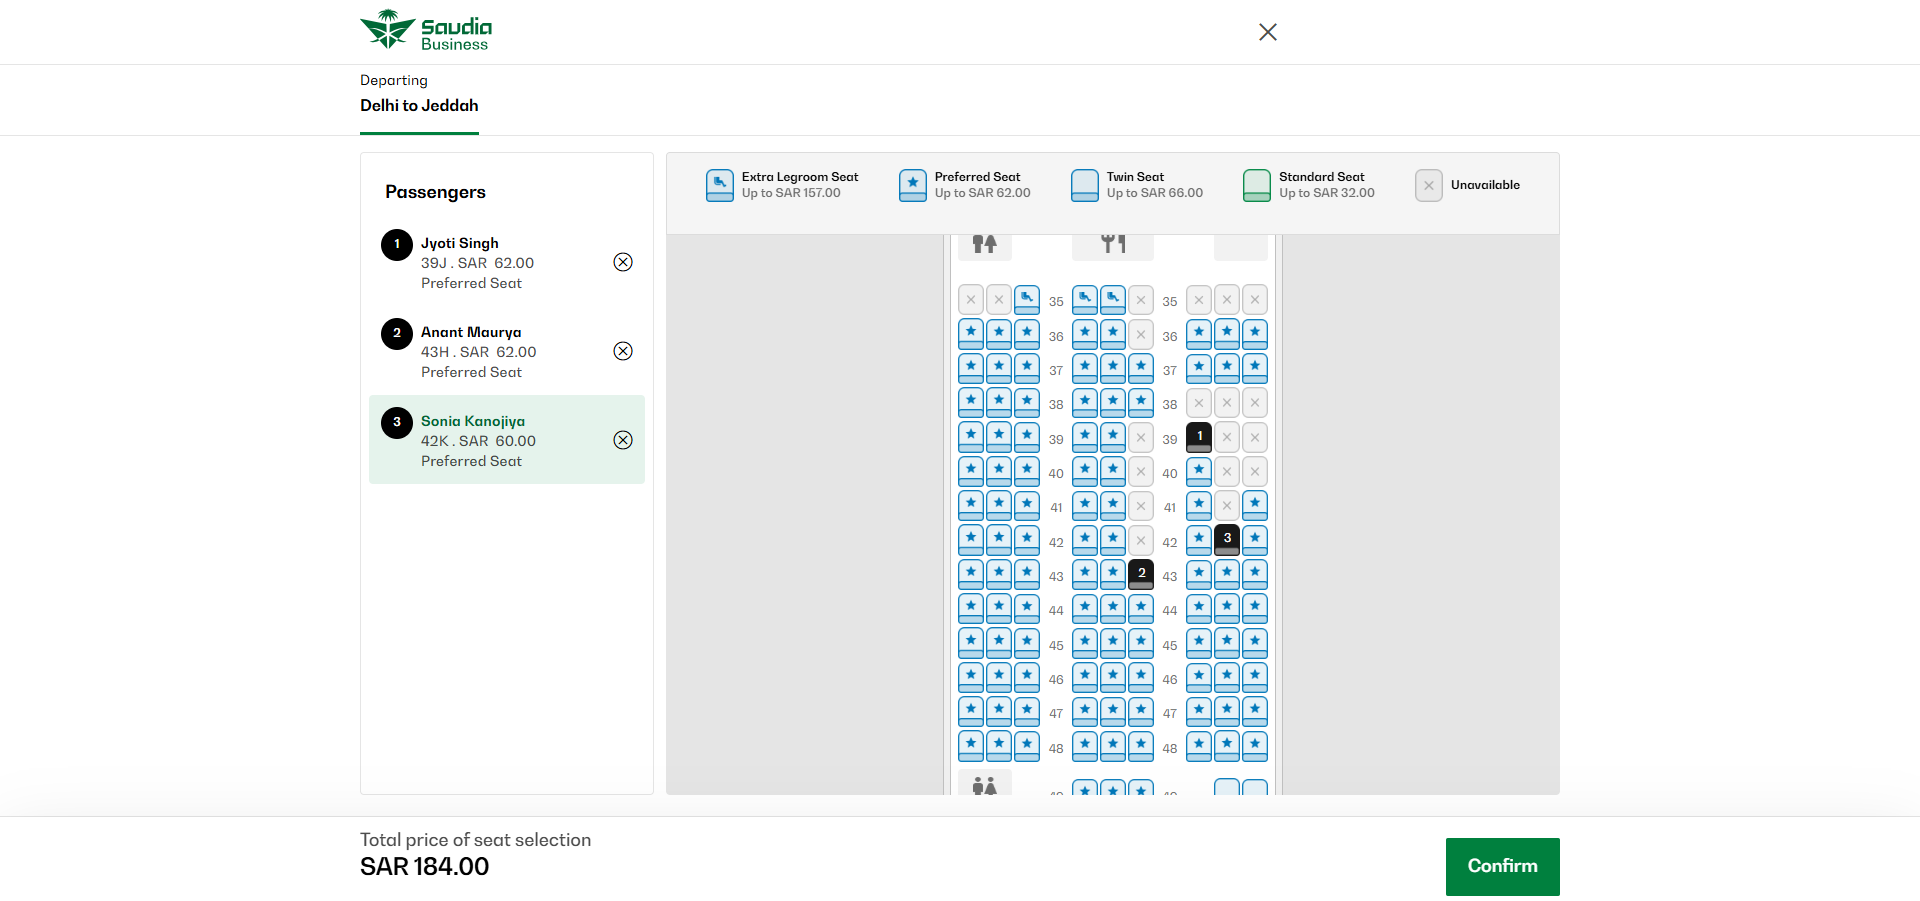 Saudia
Business
Departing
Delhi to Jeddah
Passengers
1 Jyoti Singh
39J . SAR 62.00
Preferred Seat
2 Anant Maurya
43H . SAR 62.00
Preferred Seat
3 Sonia Kanojiya
42K . SAR 60.00
Preferred Seat
Extra Legroom Seat
Up to SAR 157.00
Preferred Seat
Up to SAR 62.00
Twin Seat
Up to SAR 66.00
Standard Seat
Up to SAR 32.00
Unavailable
35 35
36 36
37 37
38 38
39 1 39
40 40
41 41
42 42 3
43 2 43
44 44
45 45
46 46
47 47
48 48
Total price of seat selection
SAR 184.00
Confirm